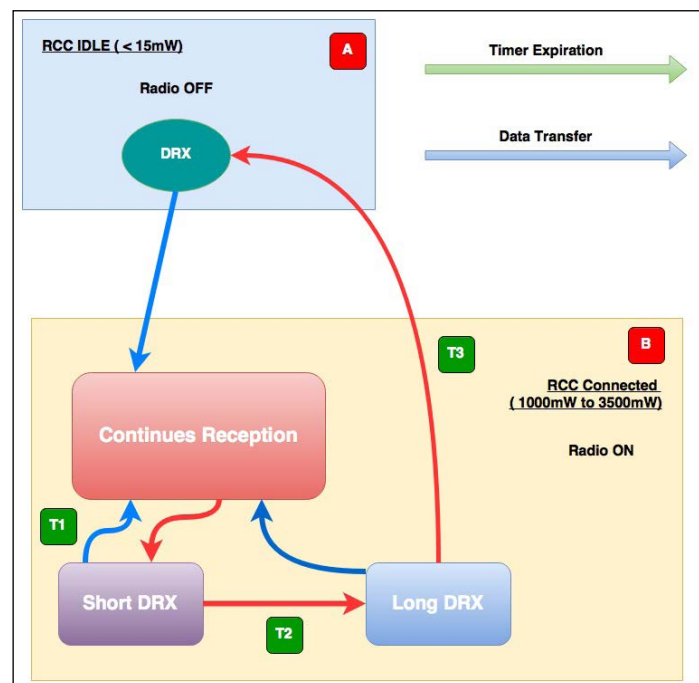 RCC IDLE ( < 15mW)
A
Radio OFF
DRX
Timer Expiration
Data Transfer
B
T3
RCC Connected
( 1000mW to 3500mW)
Radio ON
Continues Reception
T1
Short DRX
T2
Long DRX